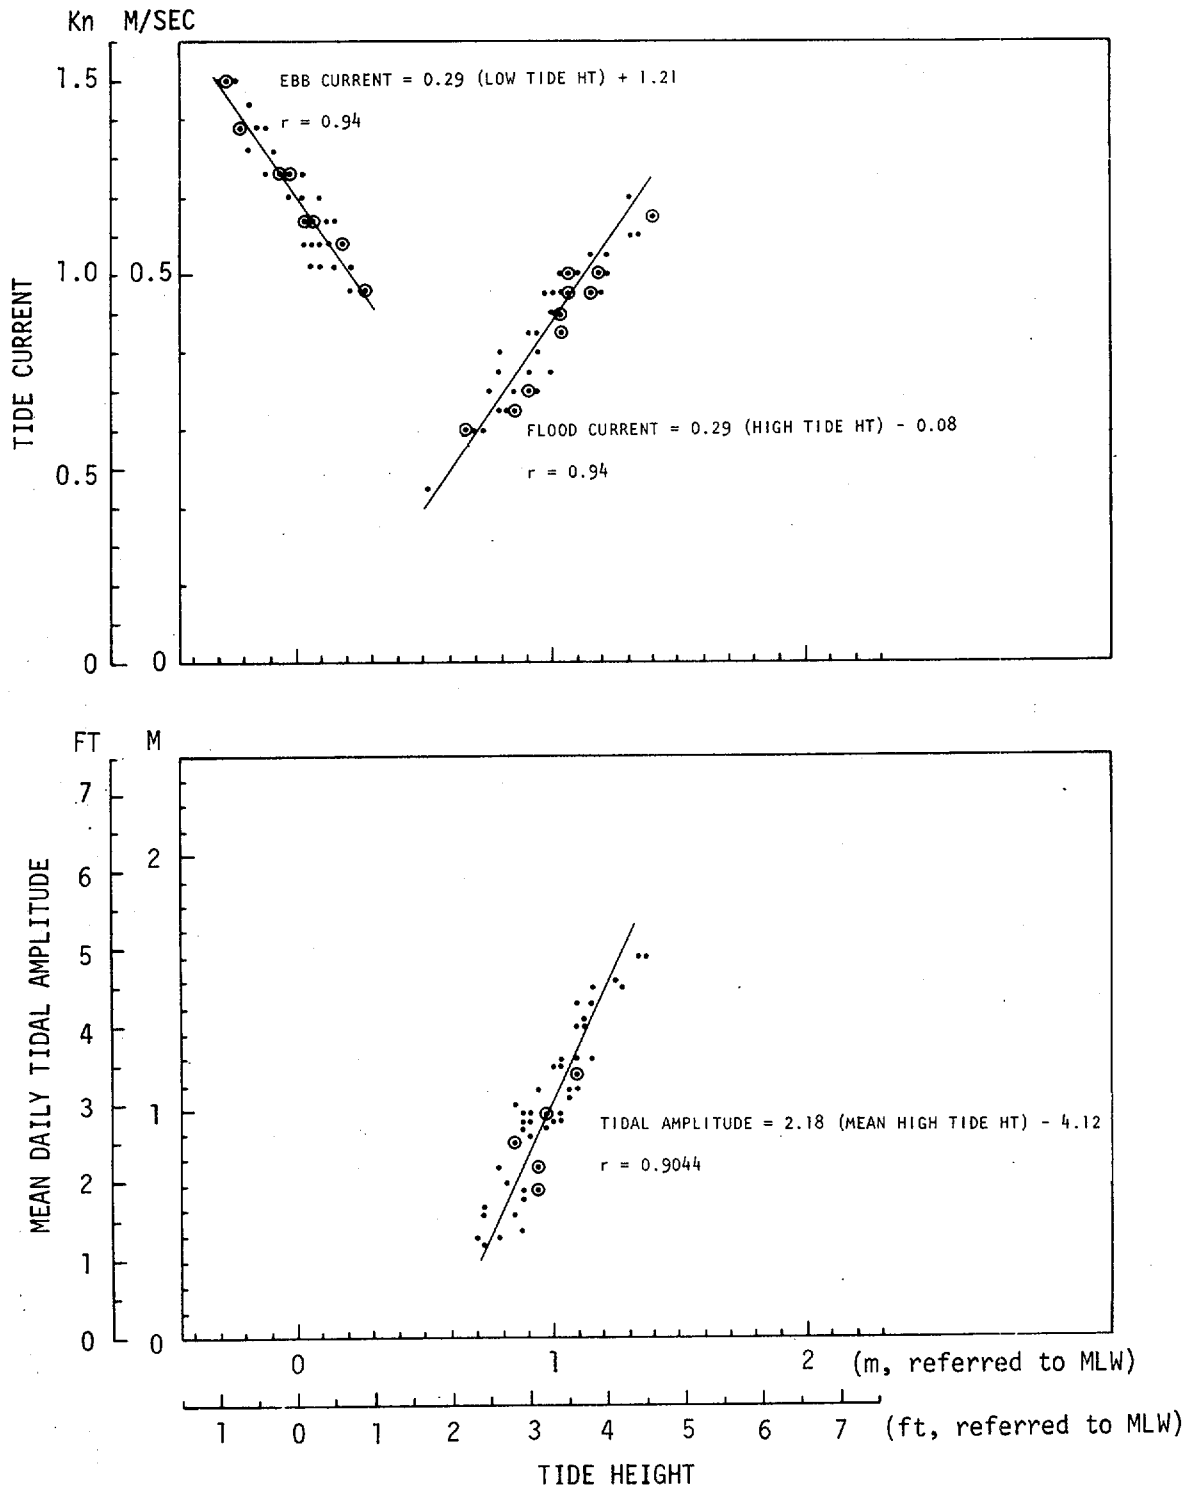 Kn M/SEC
1.5
EBB CURRENT = 0.29 (LOW TIDE HT) + 1.21
r = 0.94
1.0 0.5
TIDE CURRENT
FLOOD CURRENT = 0.29 (HIGH TIDE HT) - 0.08
0.5
r = 0.94
0 0
FT M
7
2
6
5
4
3 1
TIDAL AMPLITUDE = 2.18 (MEAN HIGH TIDE HT) - 4.12
r = 0.9044
2
1
0 0
MEAN DAILY TIDAL AMPLITUDE
0 1 2 (m, referred to MLW)
1 0 1 2 3 4 5 6 7 (ft, referred to MLW)
TIDE HEIGHT